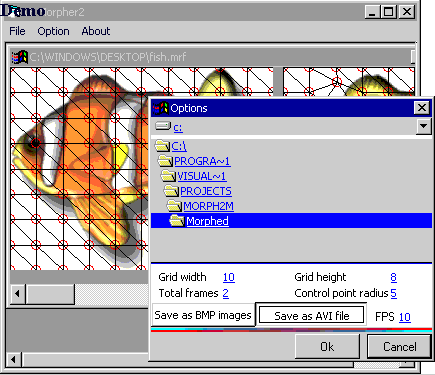 Demo
Morpher2
File Option About
C:\WINDOWS\DESKTOP\fish.mrf
Options
c:
C:\
PROGRA~1
VISUAL~1
PROJECTS
MORPH2M
Morphed
Grid width 10 Grid height 8
Total frames 2 Control point radius 5
Save as BMP images Save as AVI file FPS 10
Ok Cancel